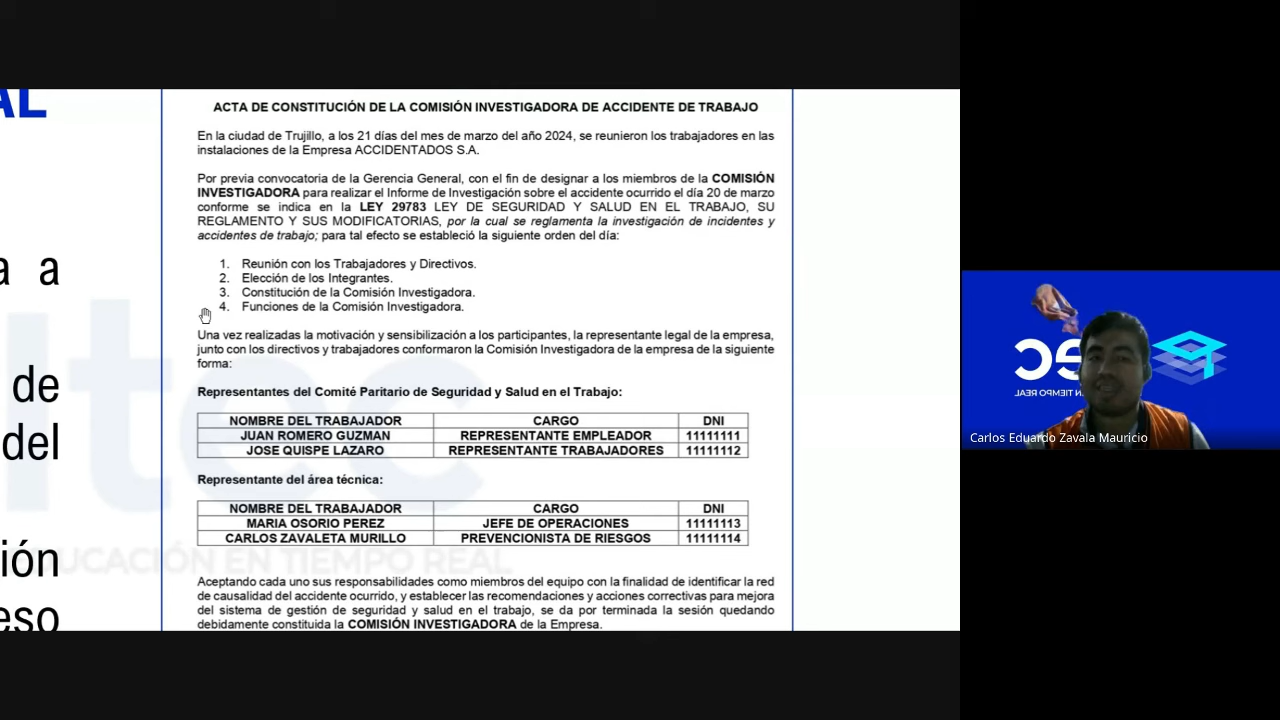 AL
a a
de
del
ión
eso
ltec
EDUCACIÓN EN TIEMPO REAL
ACTA DE CONSTITUCIÓN DE LA COMISIÓN INVESTIGADORA DE ACCIDENTE DE TRABAJO
En la ciudad de Trujillo, a los 21 días del mes de marzo del año 2024, se reunieron los trabajadores en las
instalaciones de la Empresa ACCIDENTADOS S.A.
Por previa convocatoria de la Gerencia General, con el fin de designar a los miembros de la COMISIÓN
INVESTIGADORA para realizar el Informe de Investigación sobre el accidente ocurrido el día 20 de marzo
conforme se indica en la LEY 29783 LEY DE SEGURIDAD Y SALUD EN EL TRABAJO, SU
REGLAMENTO Y SUS MODIFICATORIAS, por la cual se reglamenta la investigación de incidentes y
accidentes de trabajo; para tal efecto se estableció la siguiente orden del día:
1. Reunión con los Trabajadores y Directivos.
2. Elección de los Integrantes.
3. Constitución de la Comisión Investigadora.
4. Funciones de la Comisión Investigadora.
Una vez realizadas la motivación y sensibilización a los participantes, la representante legal de la empresa,
junto con los directivos y trabajadores conformaron la Comisión Investigadora de la empresa de la siguiente
forma:
Representantes del Comité Paritario de Seguridad y Salud en el Trabajo:
NOMBRE DEL TRABAJADOR CARGO DNI
JUAN ROMERO GUZMAN REPRESENTANTE EMPLEADOR 11111111
JOSE QUISPE LAZARO REPRESENTANTE TRABAJADORES 11111112
Representante del área técnica:
NOMBRE DEL TRABAJADOR CARGO DNI
MARIA OSORIO PEREZ JEFE DE OPERACIONES 11111113
CARLOS ZAVALETA MURILLO PREVENCIONISTA DE RIESGOS 11111114
Aceptando cada uno sus responsabilidades como miembros del equipo con la finalidad de identificar la red
de causalidad del accidente ocurrido, y establecer las recomendaciones y acciones correctivas para mejora
del sistema de gestión de seguridad y salud en el trabajo, se da por terminada la sesión quedando
debidamente constituida la COMISIÓN INVESTIGADORA de la Empresa.
ec
N TIEMPO REAL
Carlos Eduardo Zavala Mauricio